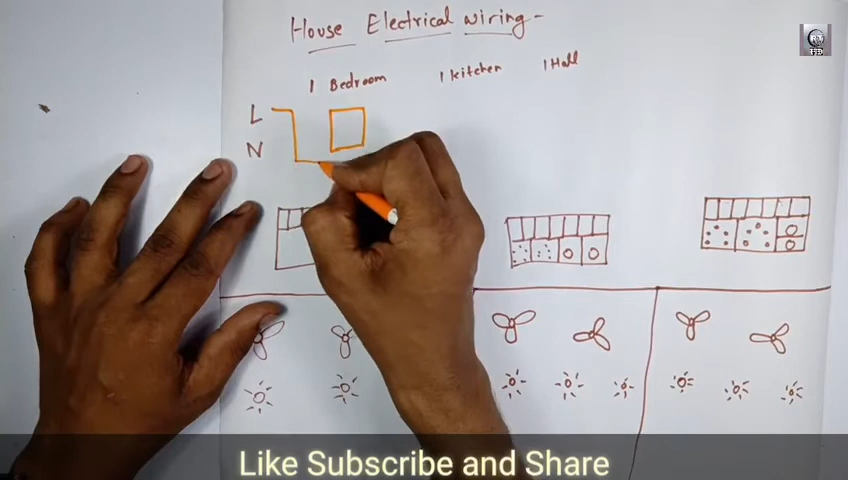 House Electrical wiring -
1 Bedroom 1 kitchen 1 Hall
L
N
Like Subscribe and Share